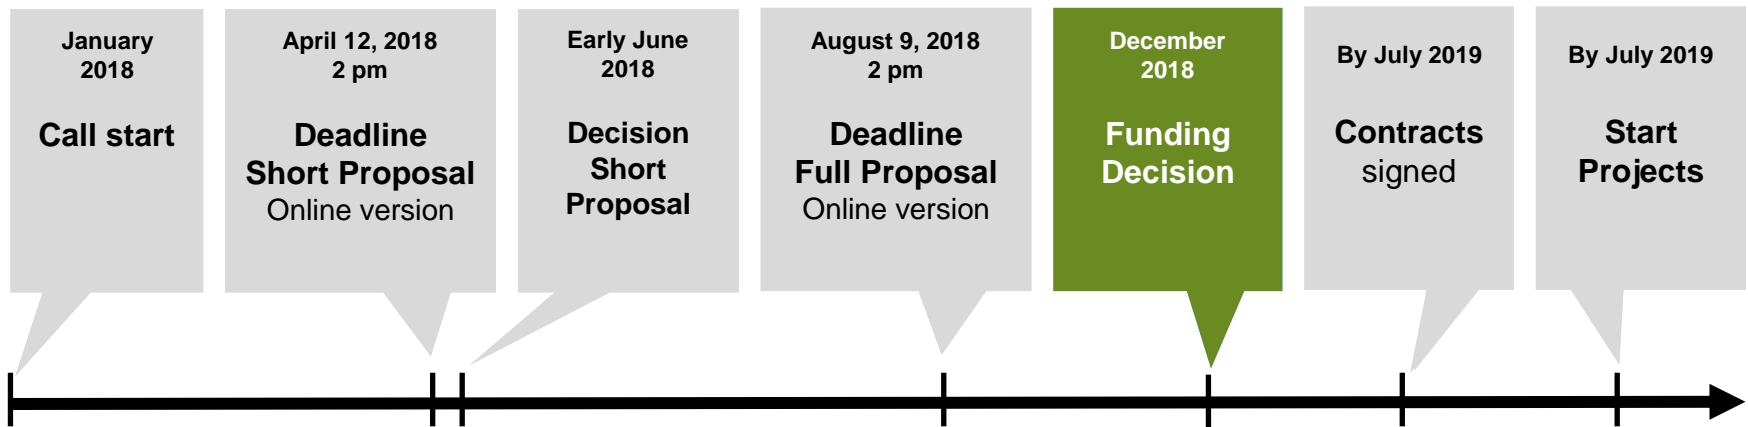 January
2018
Call start
April 12, 2018
2 pm
Deadline
Short Proposal
Online version
Early June
2018
Decision
Short
Proposal
August 9, 2018
2 pm
Deadline
Full Proposal
Online version
December
2018
Funding
Decision
By July 2019
Contracts
signed
By July 2019
Start
Projects